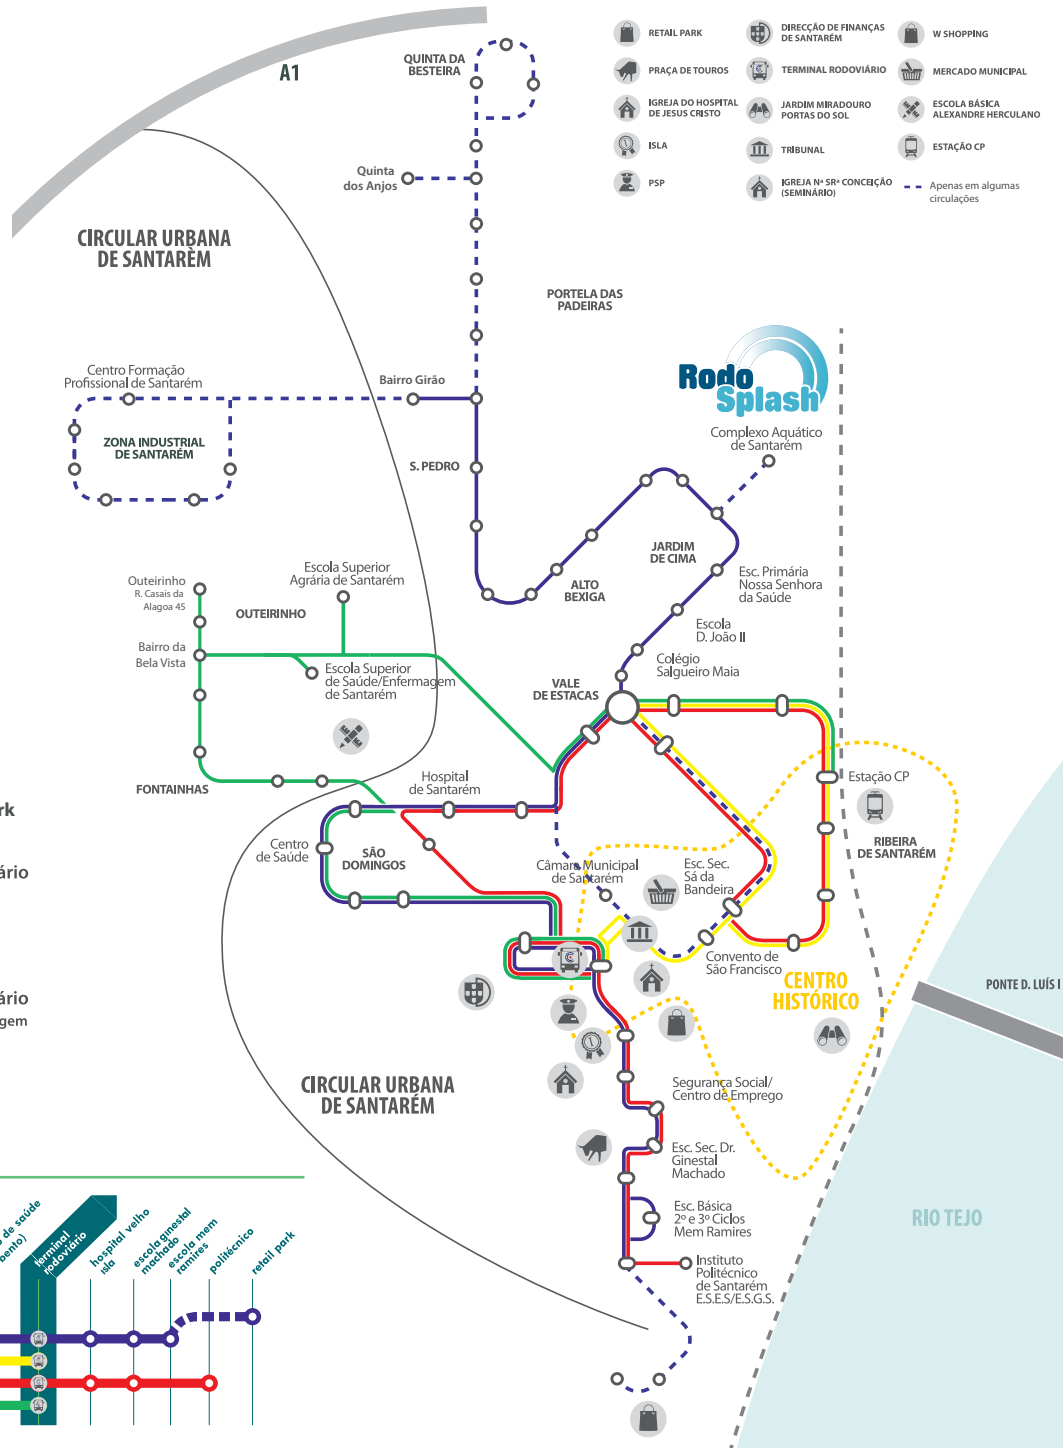 A1
QUINTA DA
BESTEIRA
Quinta
dos Anjos
RETAIL PARK
PRAÇA DE TOUROS
IGREJA DO HOSPITAL
DE JESUS CRISTO
ISLA
PSP
DIRECÇÃO DE FINANÇAS
DE SANTARÉM
TERMINAL RODOVIÁRIO
JARDIM MIRADOURO
PORTAS DO SOL
TRIBUNAL
IGREJA Nª SRª CONCEIÇÃO
(SEMINÁRIO)
W SHOPPING
MERCADO MUNICIPAL
ESCOLA BÁSICA
ALEXANDRE HERCULANO
ESTAÇÃO CP
Apenas em algumas
circulações
CIRCULAR URBANA
DE SANTARÈM
PORTELA DAS
PADEIRAS
Rodo
Splash
Complexo Aquático
de Santarém
Centro Formação
Profissional de Santarém
Bairro Girão
ZONA INDUSTRIAL
DE SANTARÉM
S. PEDRO
JARDIM
DE CIMA
ALTO
BEXIGA
Esc. Primária
Nossa Senhora
da Saúde
Escola
D. João II
Colégio
Salgueiro Maia
VALE
DE ESTACAS
Outeirinho
R. Casais da
Alagoa 45
OUTEIRINHO
Escola Superior
Agrária de Santarém
Bairro da
Bela Vista
Escola Superior
de Saúde/Enfermagem
de Santarém
FONTAINHAS
Hospital
de Santarém
Centro
de Saúde
SÃO
DOMINGOS
Câmara Municipal
de Santarém
Esc. Sec.
Sá da
Bandeira
Estação CP
RIBEIRA
DE SANTARÉM
Convento de
São Francisco
CENTRO
HISTÓRICO
PONTE D. LUÍS I
rk
ário
ário
gem
CIRCULAR URBANA
DE SANTARÉM
Segurança Social/
Centro de Emprego
Esc. Sec. Dr.
Ginestal
Machado
Esc. Básica
2º e 3º Ciclos
Mem Ramires
Instituto
Politécnico
de Santarém
E.S.E.S/E.S.G.S.
RIO TEJO
o de saúde
bento)
terminal
rodoviário
hospital velho
isla
escola ginestal
machado
escola mem
ramires
politécnico
retail park